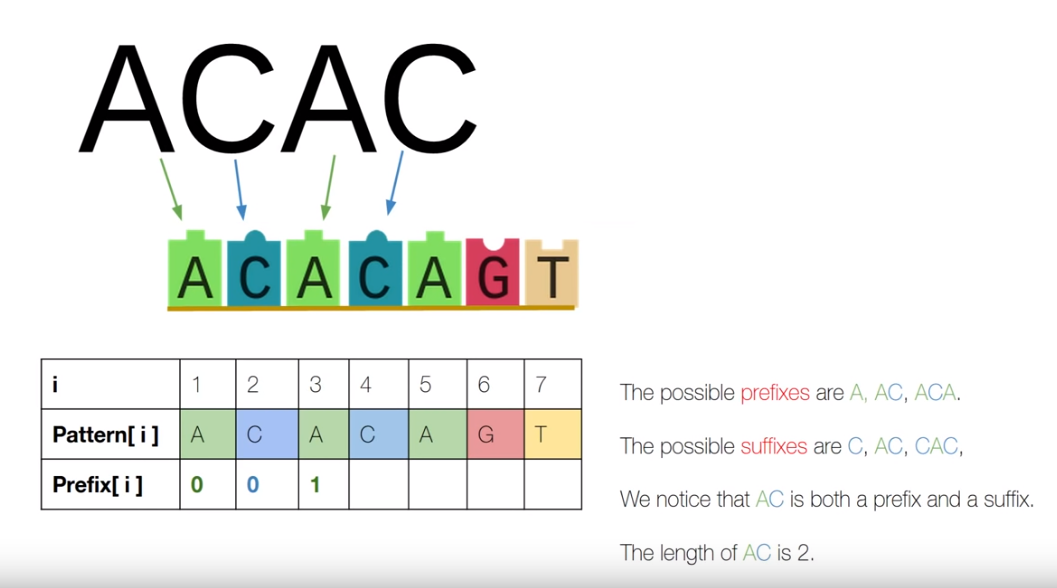 ACAC
A C A C A G T
i 1 2 3 4 5 6 7
Pattern[ i ] A C A C A G T
Prefix[ i ] 0 0 1
The possible prefixes are A, AC, ACA.
The possible suffixes are C, AC, CAC,
We notice that AC is both a prefix and a suffix.
The length of AC is 2.